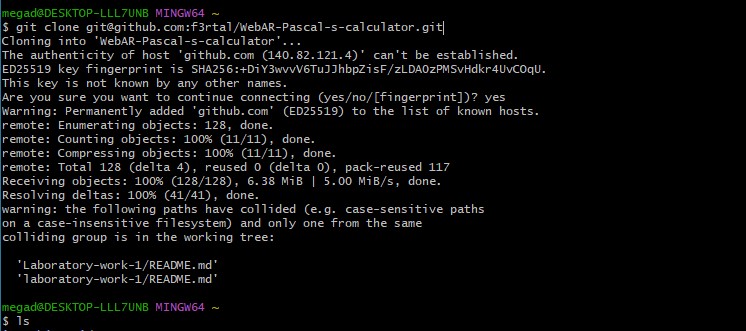 megad@DESKTOP-LLL7UNB MINGW64 ~
$ git clone git@github.com:f3rtal/WebAR-Pascal-s-calculator.git
Cloning into 'WebAR-Pascal-s-calculator'...
The authenticity of host 'github.com (140.82.121.4)' can't be established.
ED25519 key fingerprint is SHA256:+DiY3wvvV6TuJJhbpZisF/zLDA0zPMSvHdkr4UvCOqU.
This key is not known by any other names.
Are you sure you want to continue connecting (yes/no/[fingerprint])? yes
Warning: Permanently added 'github.com' (ED25519) to the list of known hosts.
remote: Enumerating objects: 128, done.
remote: Counting objects: 100% (11/11), done.
remote: Compressing objects: 100% (11/11), done.
remote: Total 128 (delta 4), reused 0 (delta 0), pack-reused 117
Receiving objects: 100% (128/128), 6.38 MiB | 5.00 MiB/s, done.
Resolving deltas: 100% (41/41), done.
warning: the following paths have collided (e.g. case-sensitive paths
on a case-insensitive filesystem) and only one from the same
colliding group is in the working tree:
'Laboratory-work-1/README.md'
'laboratory-work-1/README.md'
megad@DESKTOP-LLL7UNB MINGW64 ~
$ ls